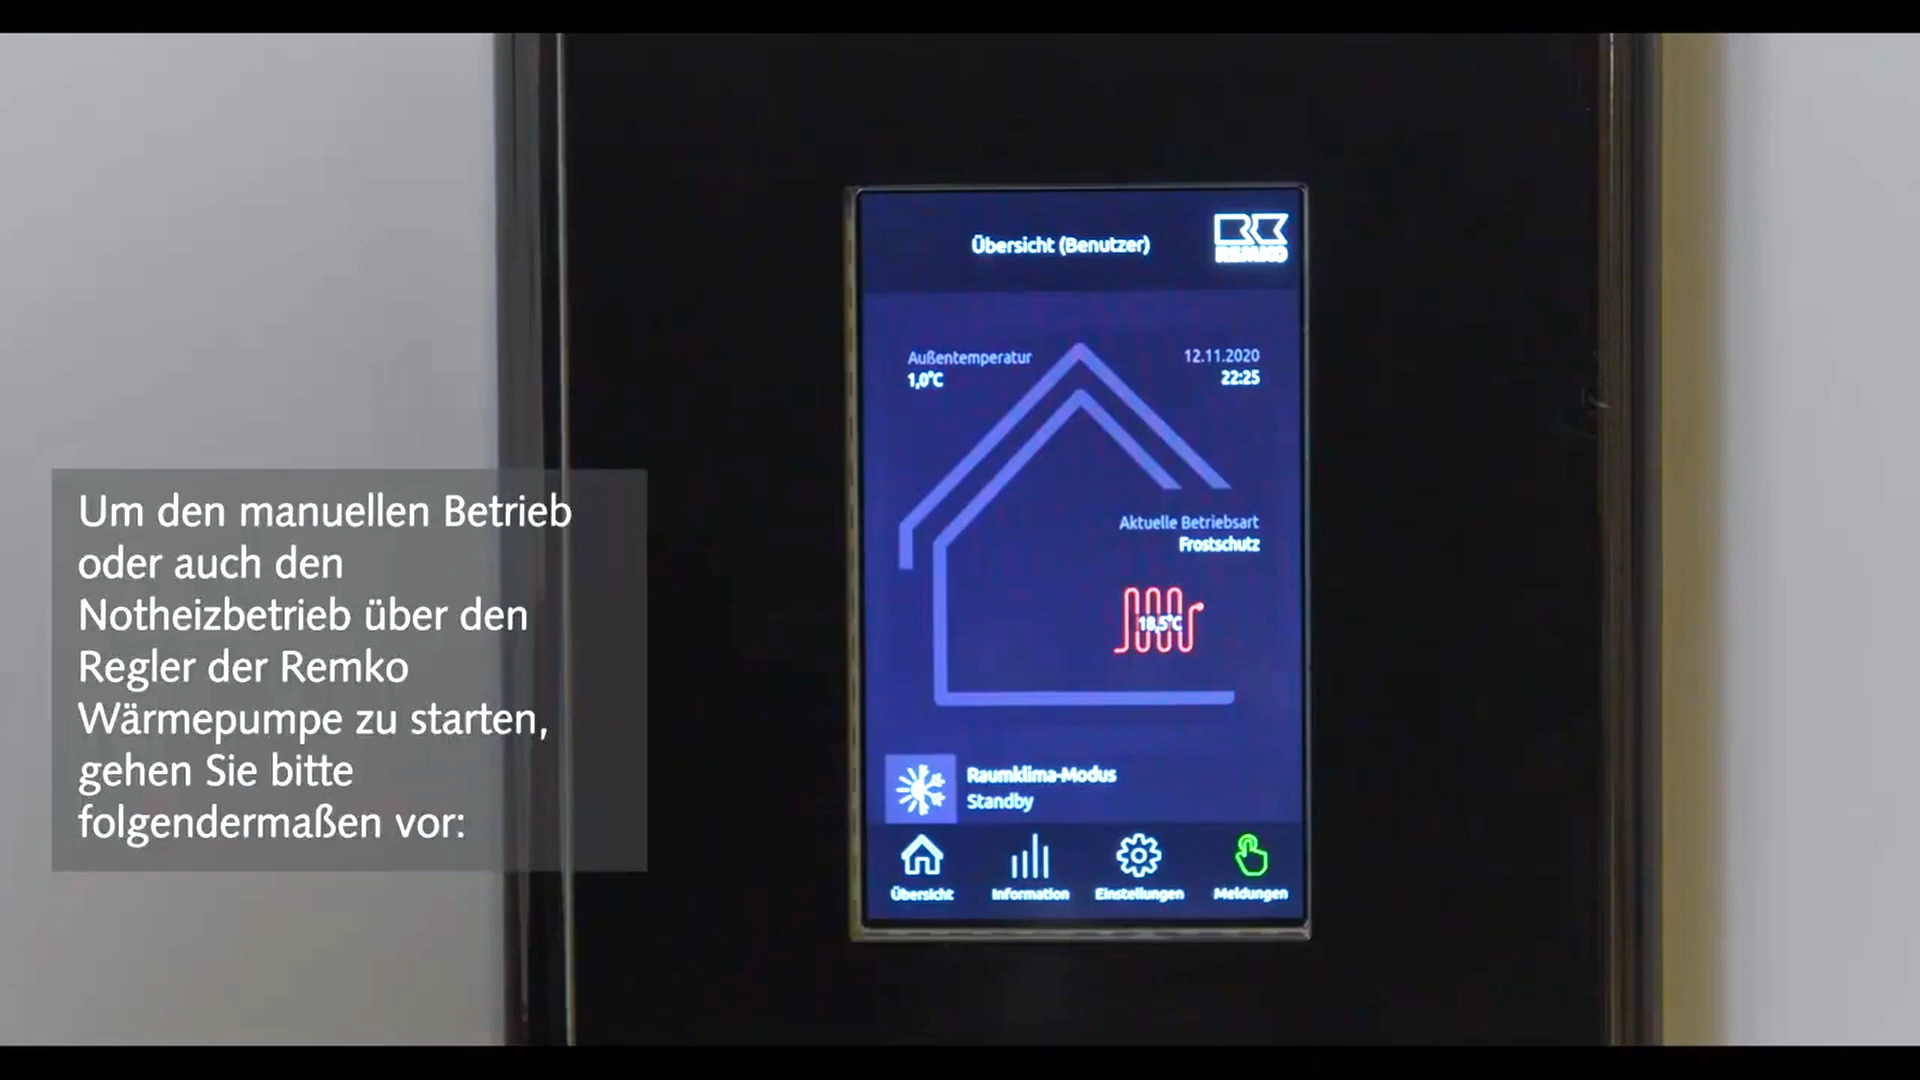 Um den manuellen Betrieb
oder auch den
Notheizbetrieb über den
Regler der Remko
Wärmepumpe zu starten,
gehen Sie bitte
folgendermaßen vor:
Übersicht (Benutzer)
REMKO
Außentemperatur
1,0°C
12.11.2020
22:25
Aktuelle Betriebsart
Frostschutz
18,5°C
Raumklima-Modus
Standby
Übersicht
Information
Einstellungen
Meldungen